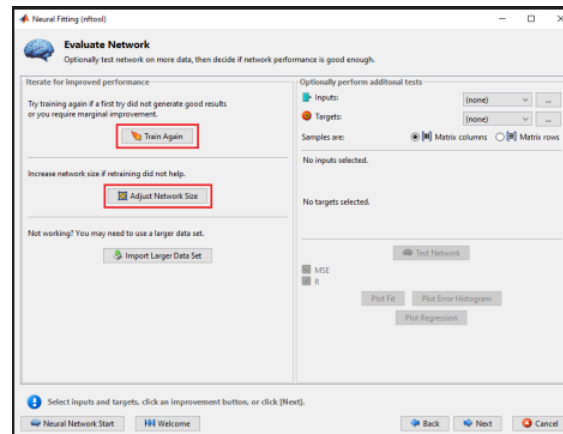 Neural Fitting (nftool)
Evaluate Network
Optionally test network on more data, then decide if network performance is good enough.
Iterate for improved performance
Try training again if a first try did not generate good results
or you require marginal improvement.
Train Again
Increase network size if retraining did not help.
Adjust Network Size
Not working? You may need to use a larger data set.
Import Larger Data Set
Optionally perform additonal tests
Inputs: (none) ...
Targets: (none) ...
Samples are: Matrix columns Matrix rows
No inputs selected.
No targets selected.
Test Network
MSE
R
Plot Fit Plot Error Histogram
Plot Regression
Select inputs and targets, click an improvement button, or click [Next].
Neural Network Start Welcome Back Next Cancel